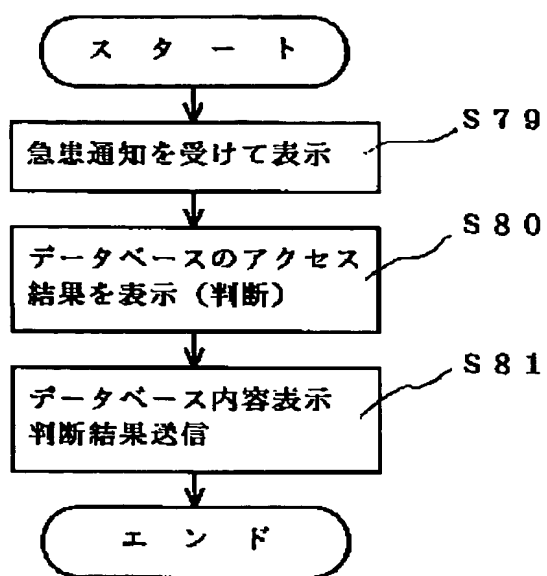 スタート
急患通知を受けて表示
S79
データベースのアクセス
結果を表示（判断）
S80
データベース内容表示
判断結果送信
S81
エンド